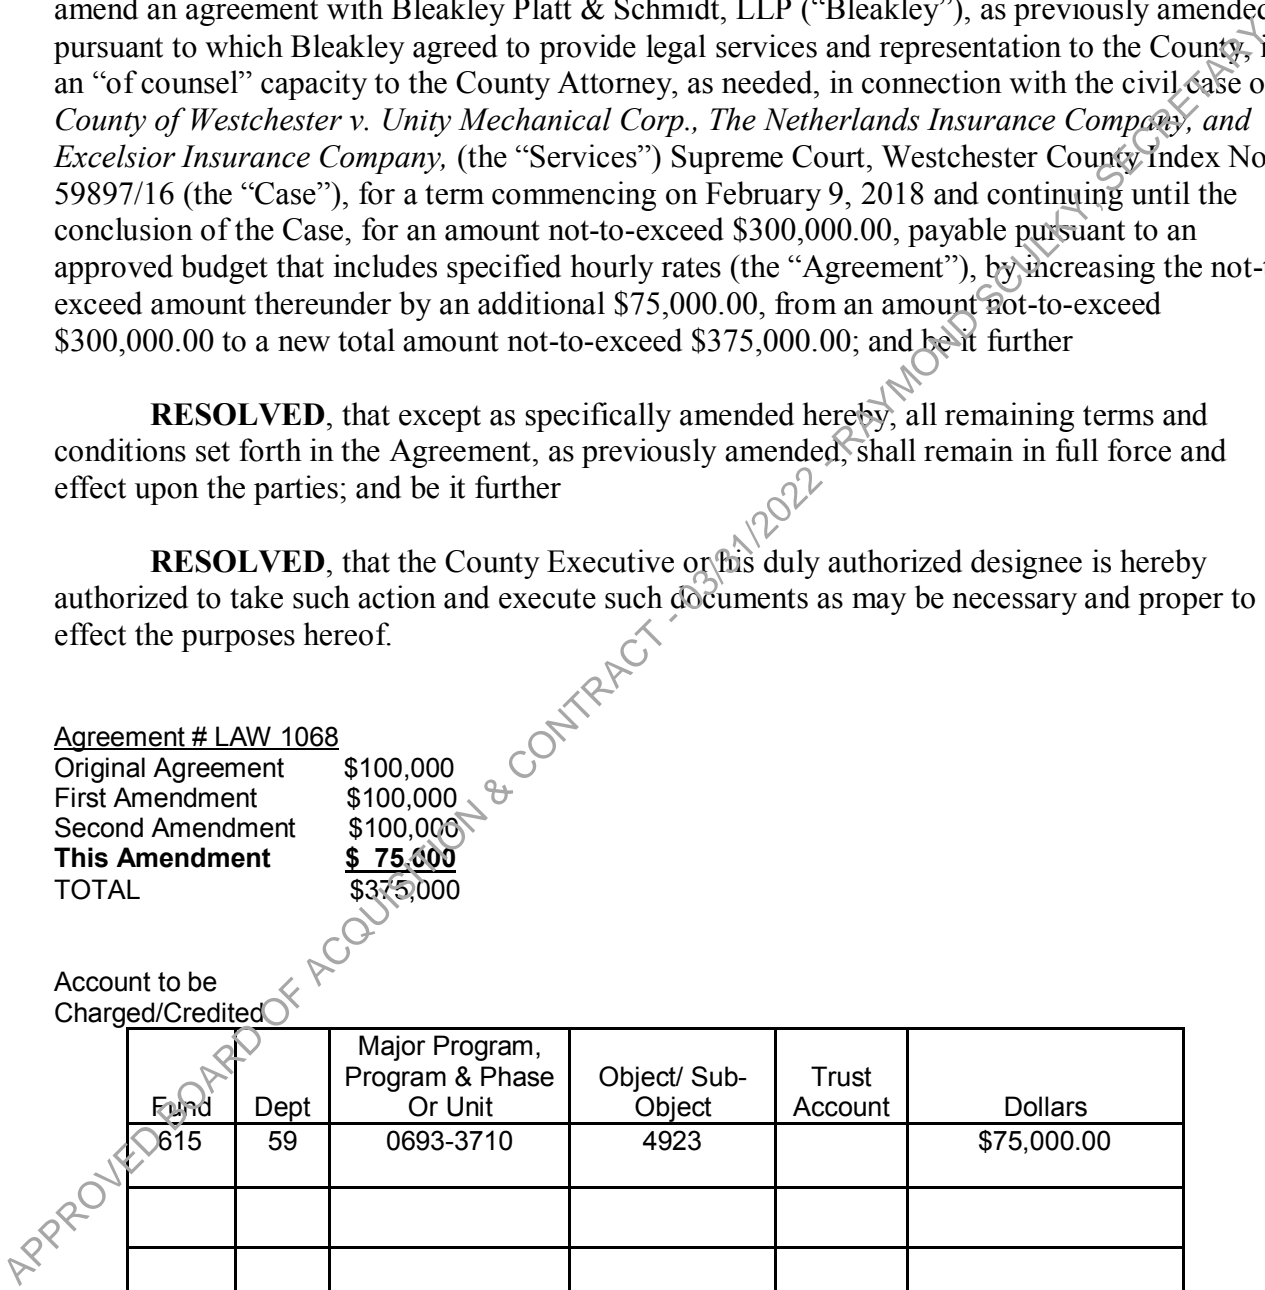 amend an agreement with Bleakley Platt & Schmidt, LLP (“Bleakley”), as previously amended
pursuant to which Bleakley agreed to provide legal services and representation to the County,
an “of counsel” capacity to the County Attorney, as needed, in connection with the civil case
County of Westchester v. Unity Mechanical Corp., The Netherlands Insurance Company, and
Excelsior Insurance Company, (the “Services”) Supreme Court, Westchester County Index No
59897/16 (the “Case”), for a term commencing on February 9, 2018 and continuing until the
conclusion of the Case, for an amount not-to-exceed $300,000.00, payable pursuant to an
approved budget that includes specified hourly rates (the “Agreement”), by increasing the not-
exceed amount thereunder by an additional $75,000.00, from an amount not-to-exceed
$300,000.00 to a new total amount not-to-exceed $375,000.00; and be it further
RESOLVED, that except as specifically amended hereby, all remaining terms and
conditions set forth in the Agreement, as previously amended, shall remain in full force and
effect upon the parties; and be it further
RESOLVED, that the County Executive or his duly authorized designee is hereby
authorized to take such action and execute such documents as may be necessary and proper to
effect the purposes hereof.
Agreement # LAW 1068
Original Agreement $100,000
First Amendment $100,000
Second Amendment $100,000
This Amendment $ 75,000
TOTAL $375,000
Account to be
Charged/Credited
Major Program,
Program & Phase Object/ Sub- Trust
Fund Dept Or Unit Object Account Dollars
615 59 0693-3710 4923 $75,000.00
APPROVED BOARD OF ACQUISITION & CONTRACT - 03/31/2022 - RAYMOND SCULKY, SECRETARY